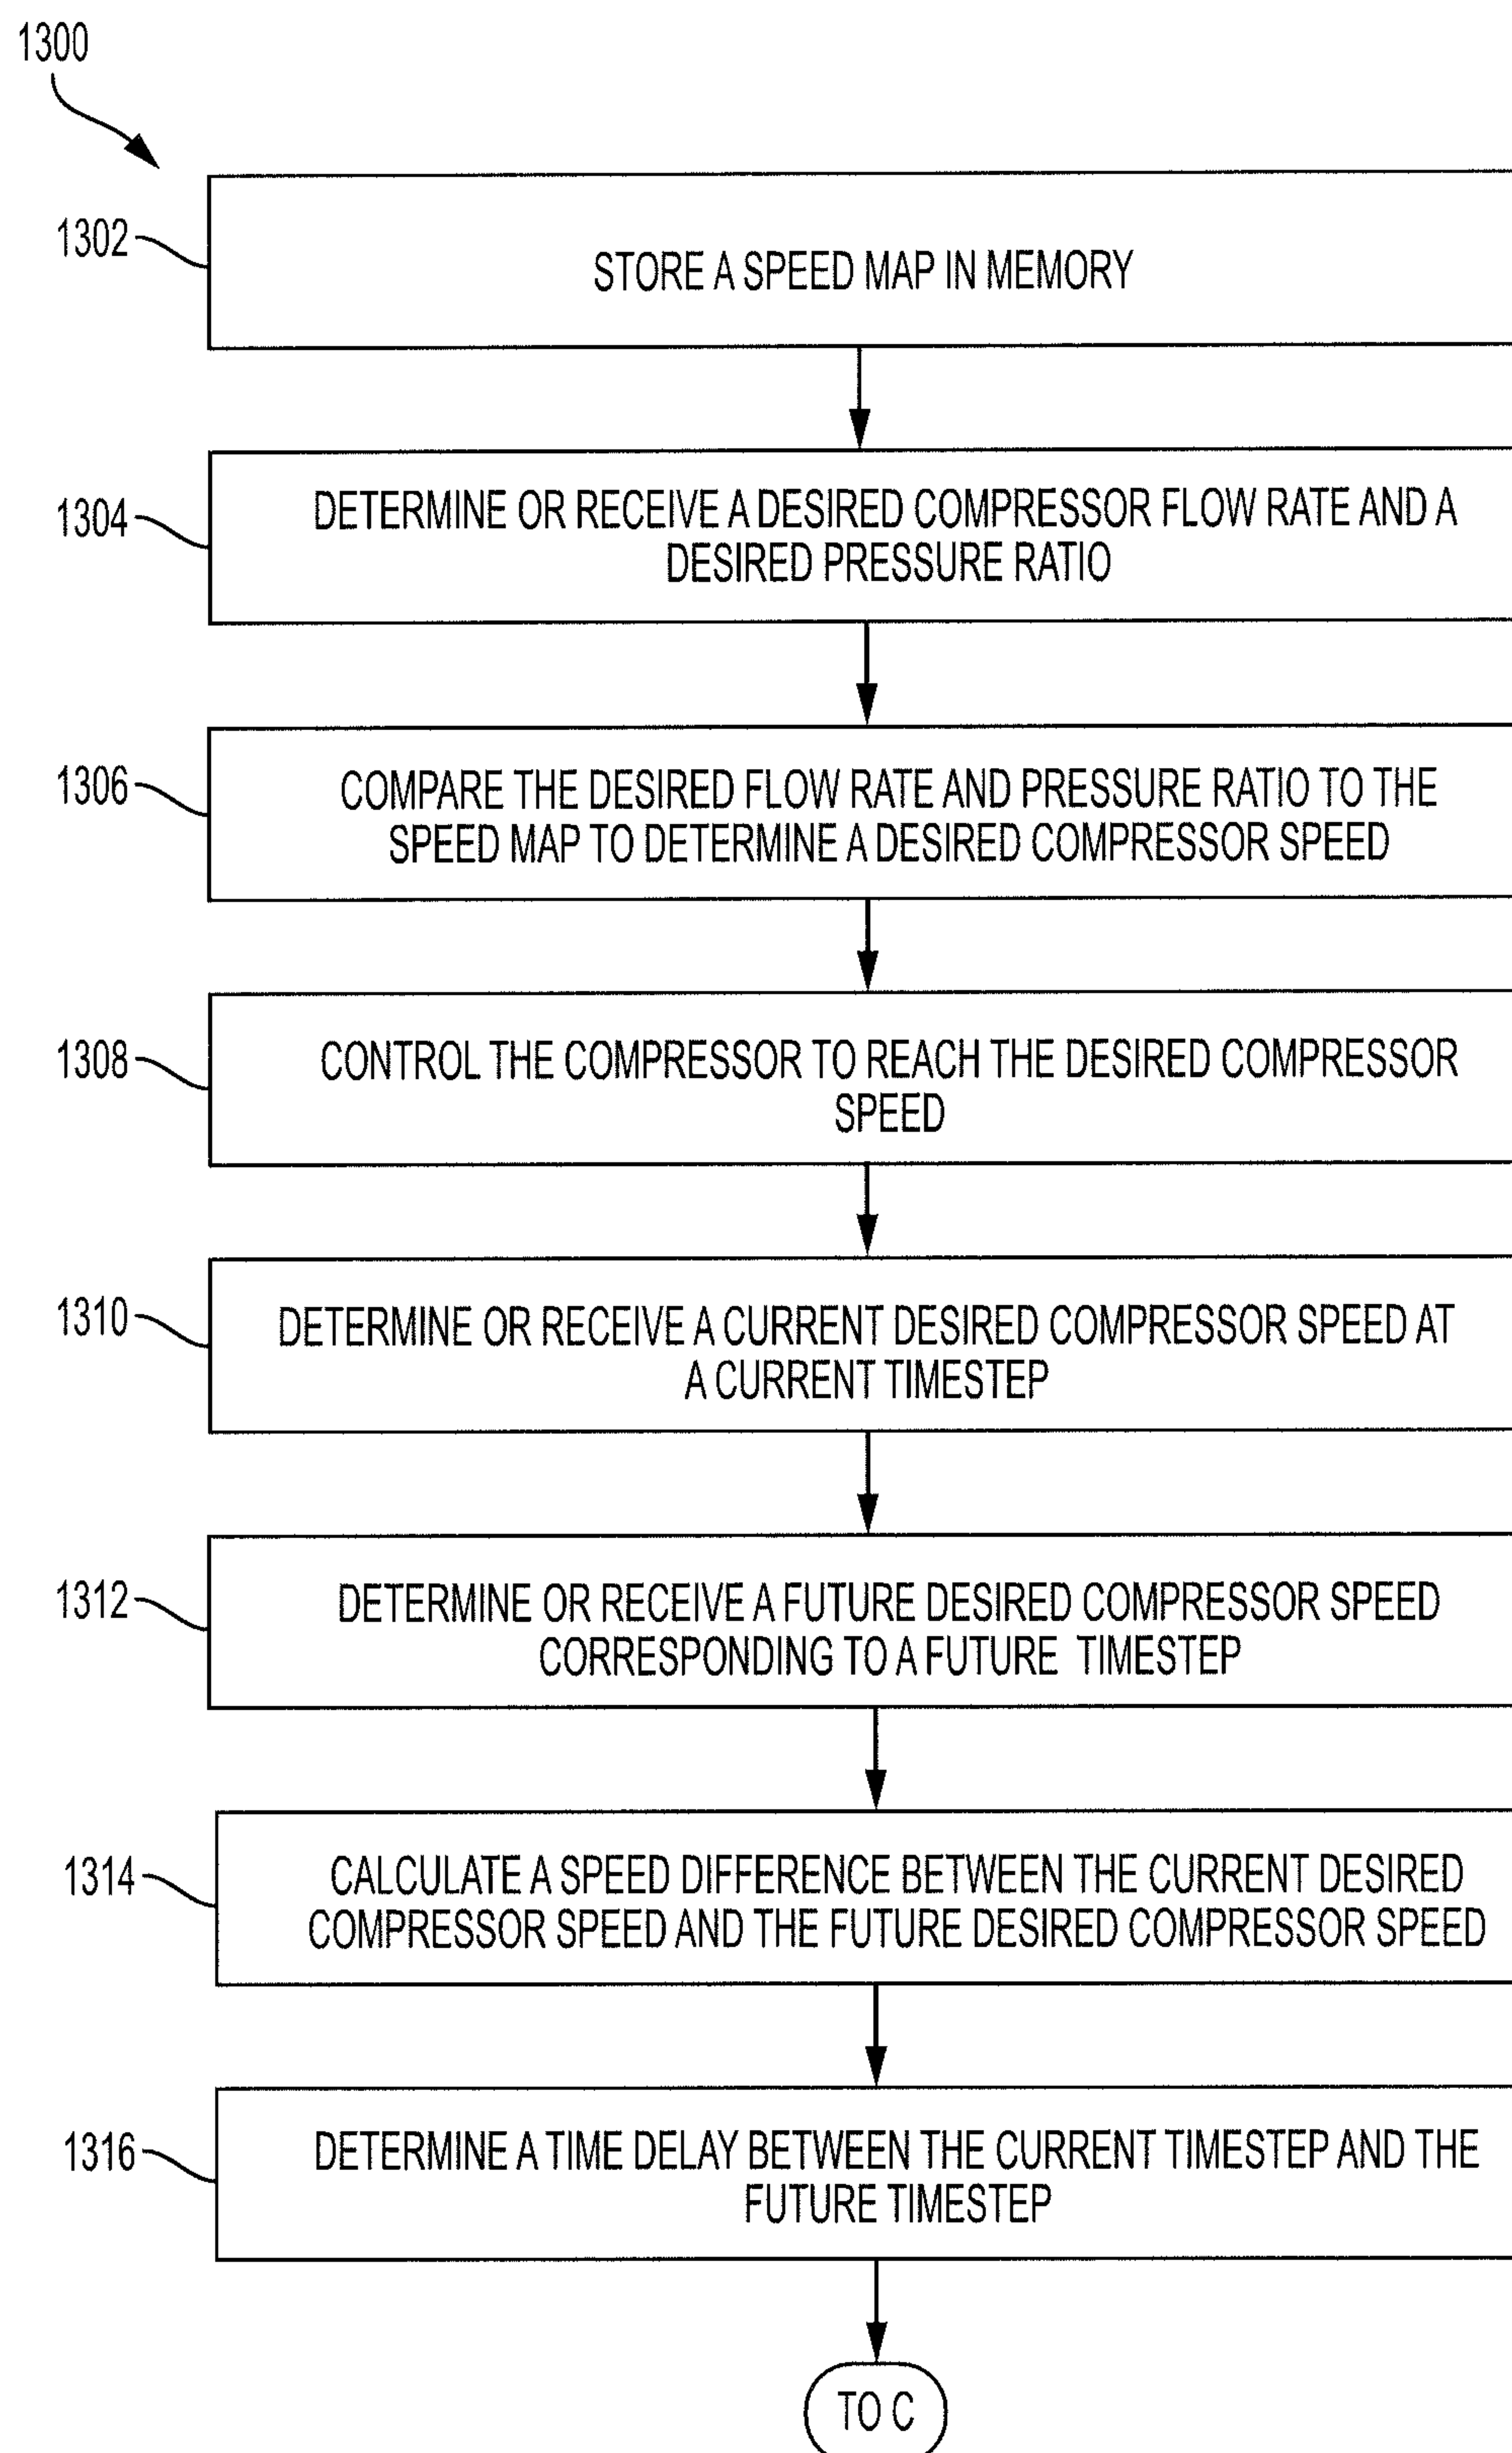 1300
1302
STORE A SPEED MAP IN MEMORY
1304
DETERMINE OR RECEIVE A DESIRED COMPRESSOR FLOW RATE AND A
DESIRED PRESSURE RATIO
1306
COMPARE THE DESIRED FLOW RATE AND PRESSURE RATIO TO THE
SPEED MAP TO DETERMINE A DESIRED COMPRESSOR SPEED
1308
CONTROL THE COMPRESSOR TO REACH THE DESIRED COMPRESSOR
SPEED
1310
DETERMINE OR RECEIVE A CURRENT DESIRED COMPRESSOR SPEED AT
A CURRENT TIMESTEP
1312
DETERMINE OR RECEIVE A FUTURE DESIRED COMPRESSOR SPEED
CORRESPONDING TO A FUTURE TIMESTEP
1314
CALCULATE A SPEED DIFFERENCE BETWEEN THE CURRENT DESIRED
COMPRESSOR SPEED AND THE FUTURE DESIRED COMPRESSOR SPEED
1316
DETERMINE A TIME DELAY BETWEEN THE CURRENT TIMESTEP AND THE
FUTURE TIMESTEP
TO C